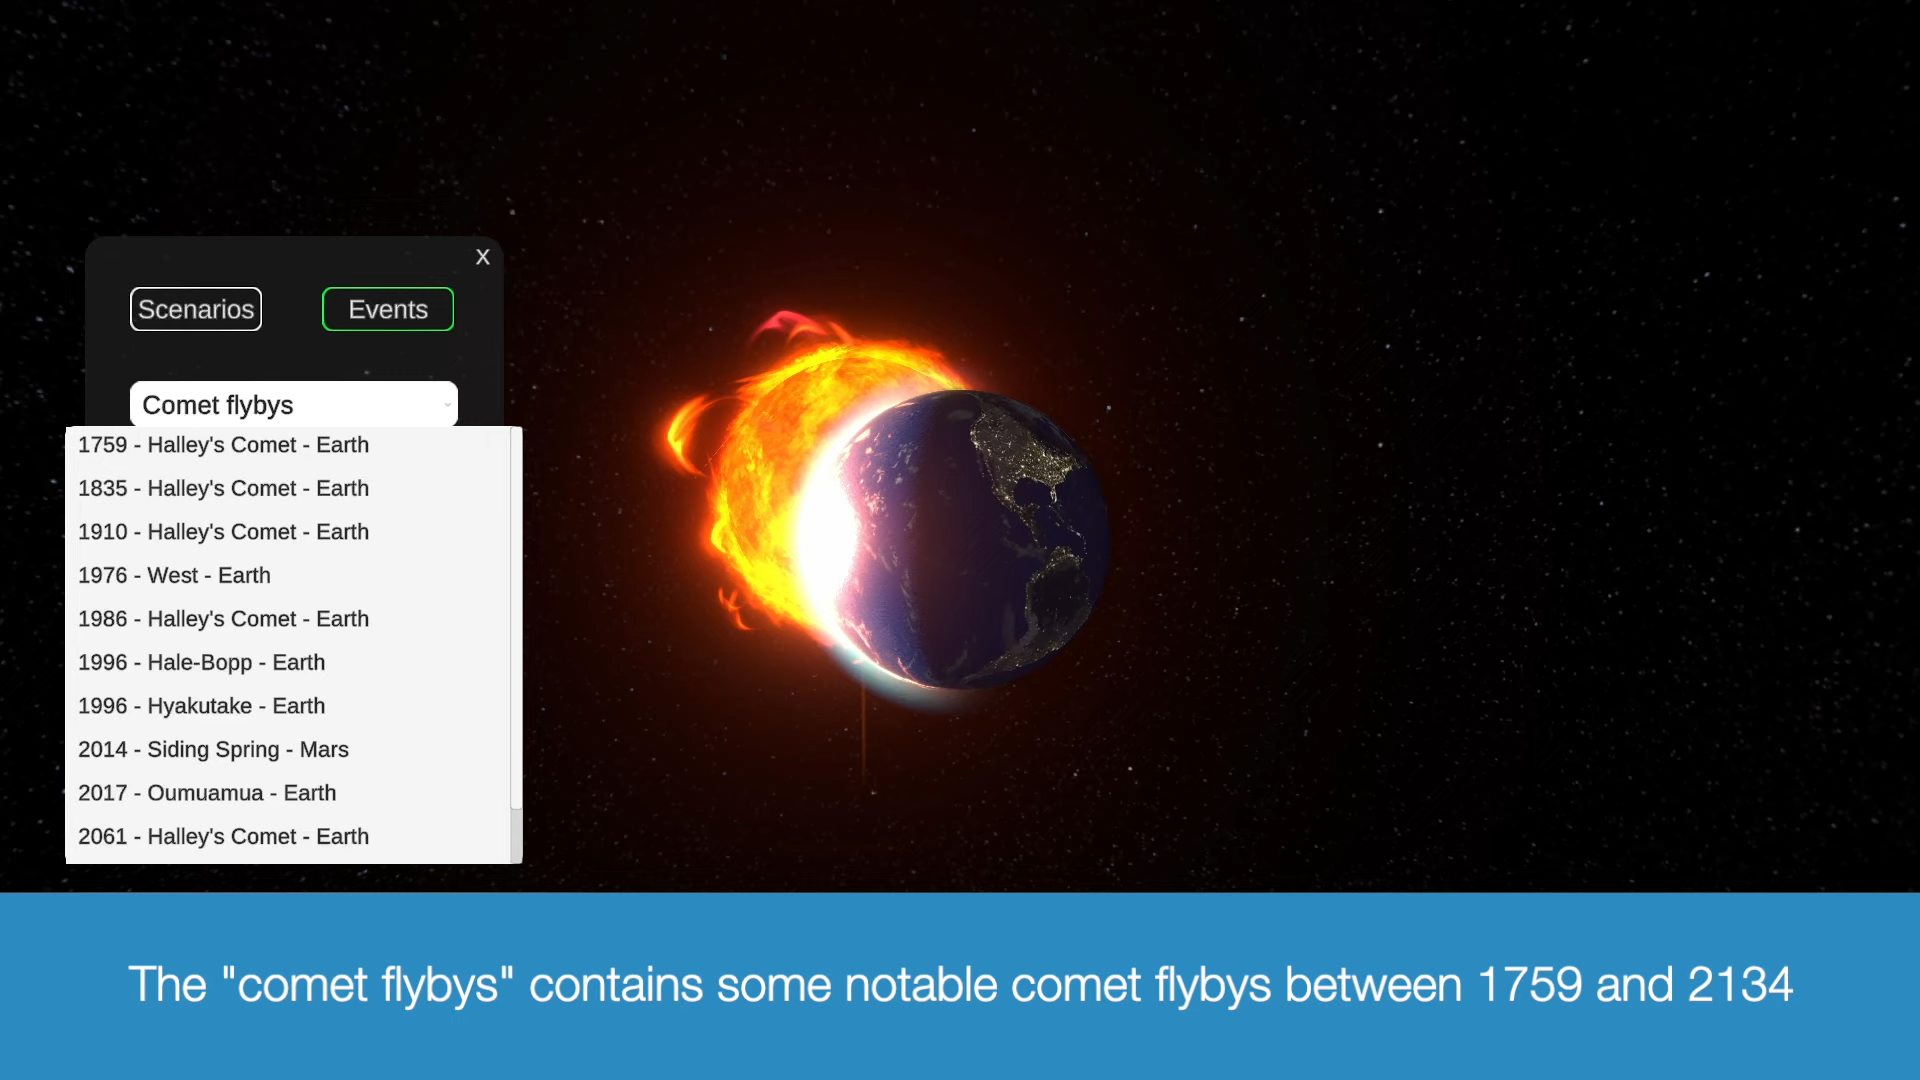 X
Scenarios
Events
Comet flybys
1759 - Halley's Comet - Earth
1835 - Halley's Comet - Earth
1910 - Halley's Comet - Earth
1976 - West - Earth
1986 - Halley's Comet - Earth
1996 - Hale-Bopp - Earth
1996 - Hyakutake - Earth
2014 - Siding Spring - Mars
2017 - Oumuamua - Earth
2061 - Halley's Comet - Earth
The "comet flybys" contains some notable comet flybys between 1759 and 2134